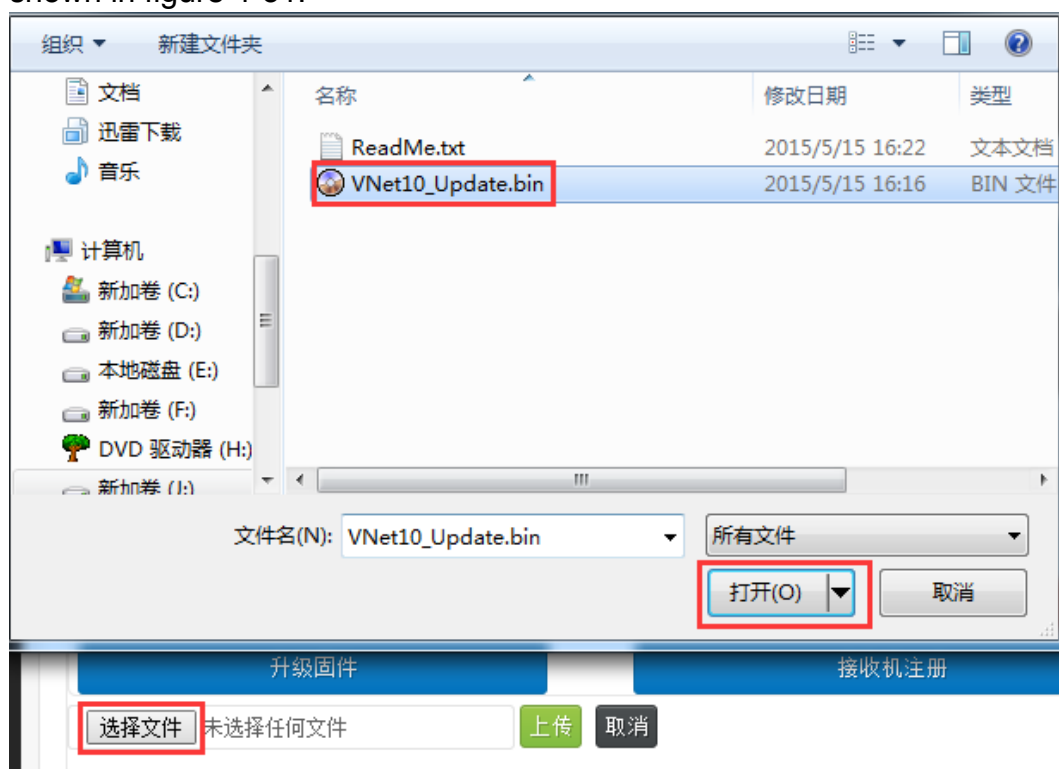 shown in figure 4-31.
组织 新建文件夹
名称 修改日期 类型
文档
迅雷下载
音乐
ReadMe.txt 2015/5/15 16:22 文本文档
VNet10_Update.bin 2015/5/15 16:16 BIN 文件
计算机
新加卷 (C:)
新加卷 (D:)
本地磁盘 (E:)
新加卷 (F:)
DVD 驱动器 (H:)
新加卷 (J:)
文件名(N): VNet10_Update.bin 所有文件
打开(O) 取消
升级固件 接收机注册
选择文件 未选择任何文件 上传 取消